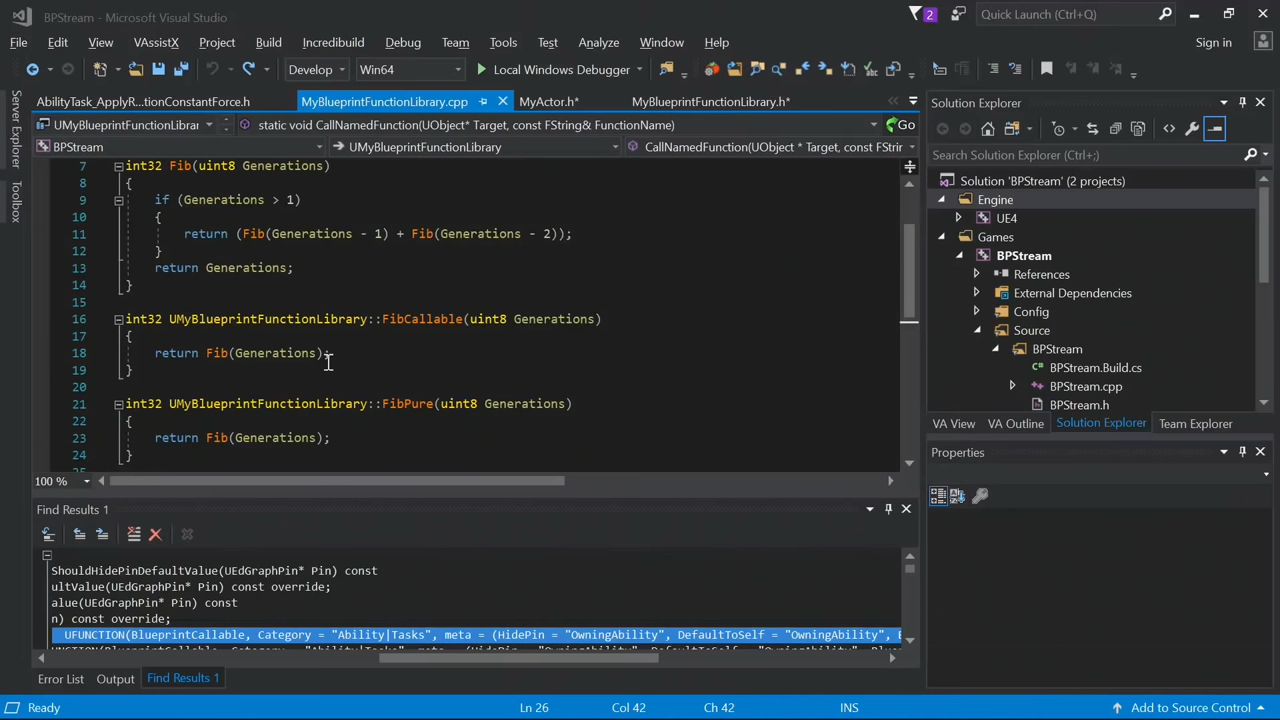 BPStream - Microsoft Visual Studio
2
Quick Launch (Ctrl+Q)
File Edit View VAssistX Project Build Incredibuild Debug Team Tools Test Analyze Window Help
Sign in
Develop Win64 Local Windows Debugger
Server Explorer
Toolbox
AbilityTask_ApplyR...tionConstantForce.h MyBlueprintFunctionLibrary.cpp MyActor.h* MyBlueprintFunctionLibrary.h*
UMyBlueprintFunctionLibrar static void CallNamedFunction(UObject* Target, const FString& FunctionName) Go
BPStream UMyBlueprintFunctionLibrary CallNamedFunction(UObject * Target, const FStrir
7 int32 Fib(uint8 Generations)
8 {
9 if (Generations > 1)
10 {
11 return (Fib(Generations - 1) + Fib(Generations - 2));
12 }
13 return Generations;
14 }
15
16 int32 UMyBlueprintFunctionLibrary::FibCallable(uint8 Generations)
17 {
18 return Fib(Generations);
19 }
20
21 int32 UMyBlueprintFunctionLibrary::FibPure(uint8 Generations)
22 {
23 return Fib(Generations);
24 }
100 %
Find Results 1
ShouldHidePinDefaultValue(UEdGraphPin* Pin) const
ultValue(UEdGraphPin* Pin) const override;
alue(UEdGraphPin* Pin) const
n) const override;
UFUNCTION(BlueprintCallable, Category = "Ability|Tasks", meta = (HidePin = "OwningAbility", DefaultToSelf = "OwningAbility",
Error List Output Find Results 1
Solution Explorer
Search Solution Explorer (Ctrl+;)
Solution 'BPStream' (2 projects)
Engine
UE4
Games
BPStream
References
External Dependencies
Config
Source
BPStream
BPStream.Build.cs
BPStream.cpp
BPStream.h
VA View VA Outline Solution Explorer Team Explorer
Properties
Ready Ln 26 Col 42 Ch 42 INS Add to Source Control